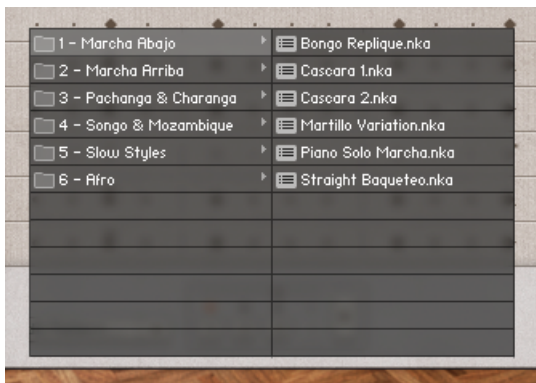 1 - Marcha Abajo
2 - Marcha Arriba
3 - Pachanga & Charanga
4 - Songo & Mozambique
5 - Slow Styles
6 - Afro
Bongo Replique.nka
Cascara 1.nka
Cascara 2.nka
Martillo Variation.nka
Piano Solo Marcha.nka
Straight Baqueteo.nka